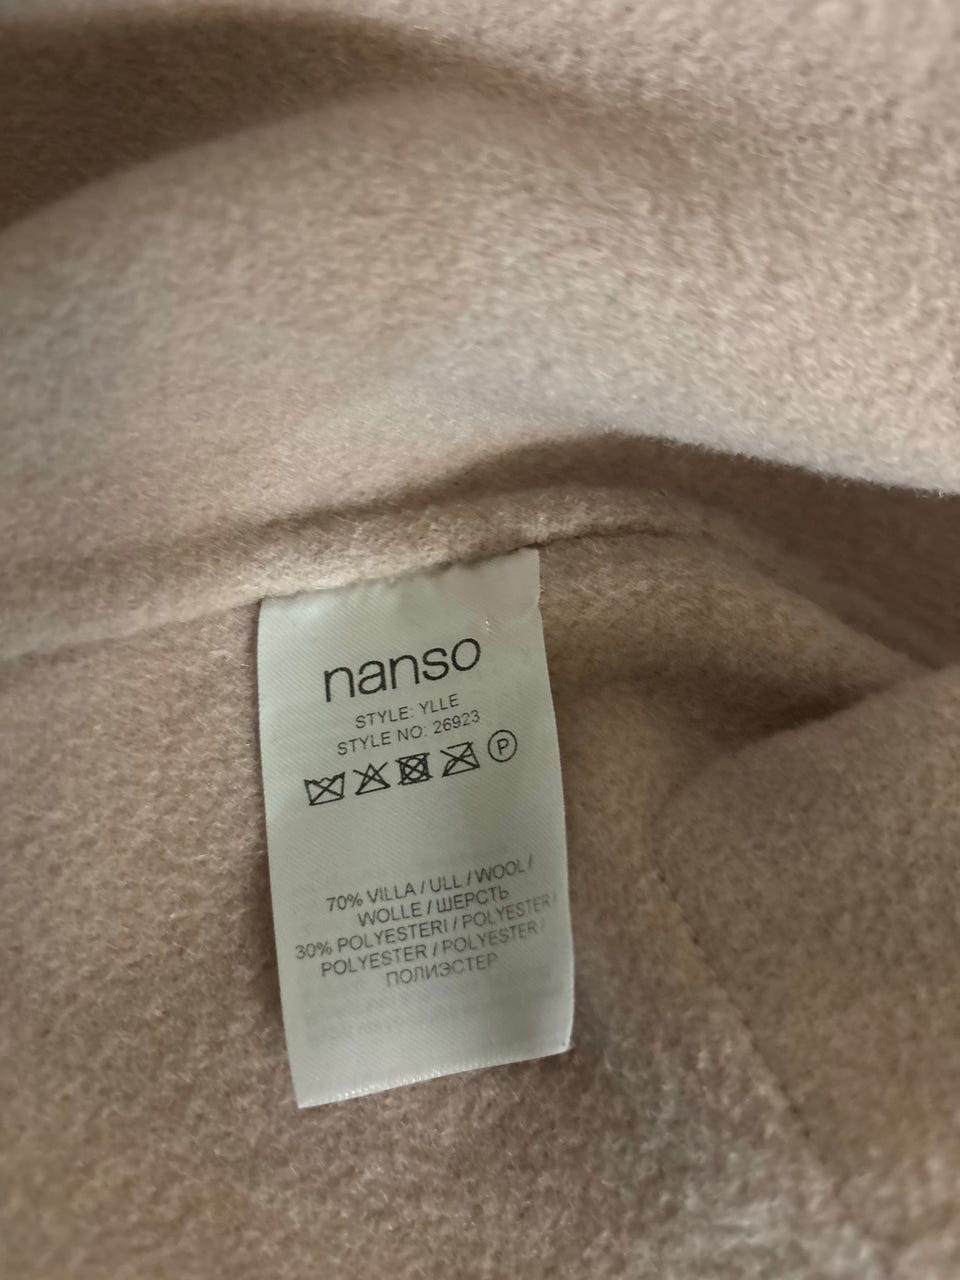 nanso
STYLE: YLLE
STYLE NO: 26923
P
70% VILLA / ULL / WOOL /
WOLLE / ШЕРСТЬ
30% POLYESTERI / POLYESTER /
POLYESTER / POLYESTER /
ПОЛИЭСТЕР